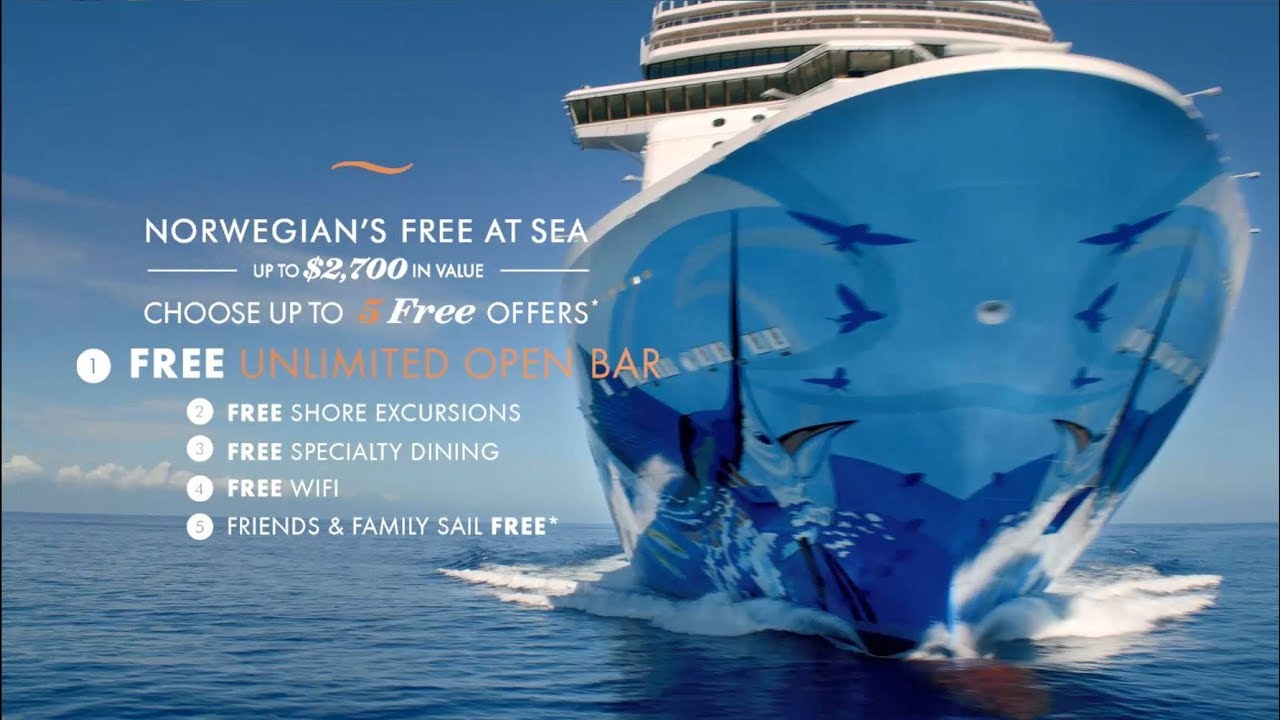 NORWEGIAN'S FREE AT SEA
UP TO $2,700 IN VALUE
CHOOSE UP TO 5 Free OFFERS*
1 FREE UNLIMITED OPEN BAR
2 FREE SHORE EXCURSIONS
3 FREE SPECIALTY DINING
4 FREE WIFI
5 FRIENDS & FAMILY SAIL FREE*